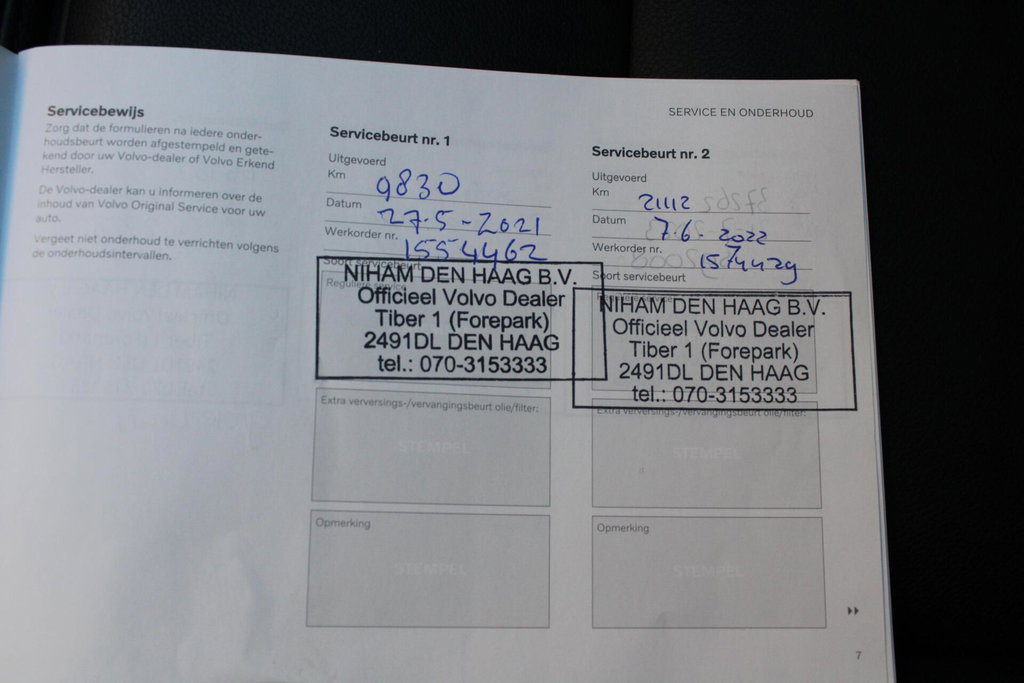 SERVICE EN ONDERHOUD
Servicebewijs
Zorg dat de formulieren na iedere onder-
houdsbeurt worden afgestempeld en gete-
kend door uw Volvo-dealer of Volvo Erkend
Hersteller.
De Volvo-dealer kan u informeren over de
inhoud van Volvo Original Service voor uw
auto.
Vergeet niet onderhoud te verrichten volgens
de onderhoudsintervallen.
Servicebeurt nr. 1
Uitgevoerd
Km 9830
Datum 27-5-2021
Werkorder nr. 1554462
Soort servicebeurt
Reguliere service
NIHAM DEN HAAG B.V.
Officieel Volvo Dealer
Tiber 1 (Forepark)
2491DL DEN HAAG
tel.: 070-3153333
Extra verversings-/vervangingsbeurt olie/filter:
STEMPEL
Opmerking
STEMPEL
Servicebeurt nr. 2
Uitgevoerd
Km 21112
Datum 7-6-2022
Werkorder nr. 1574429
Soort servicebeurt
NIHAM DEN HAAG B.V.
Officieel Volvo Dealer
Tiber 1 (Forepark)
2491DL DEN HAAG
tel.: 070-3153333
Extra verversings-/vervangingsbeurt olie/filter:
STEMPEL
Opmerking
STEMPEL
7